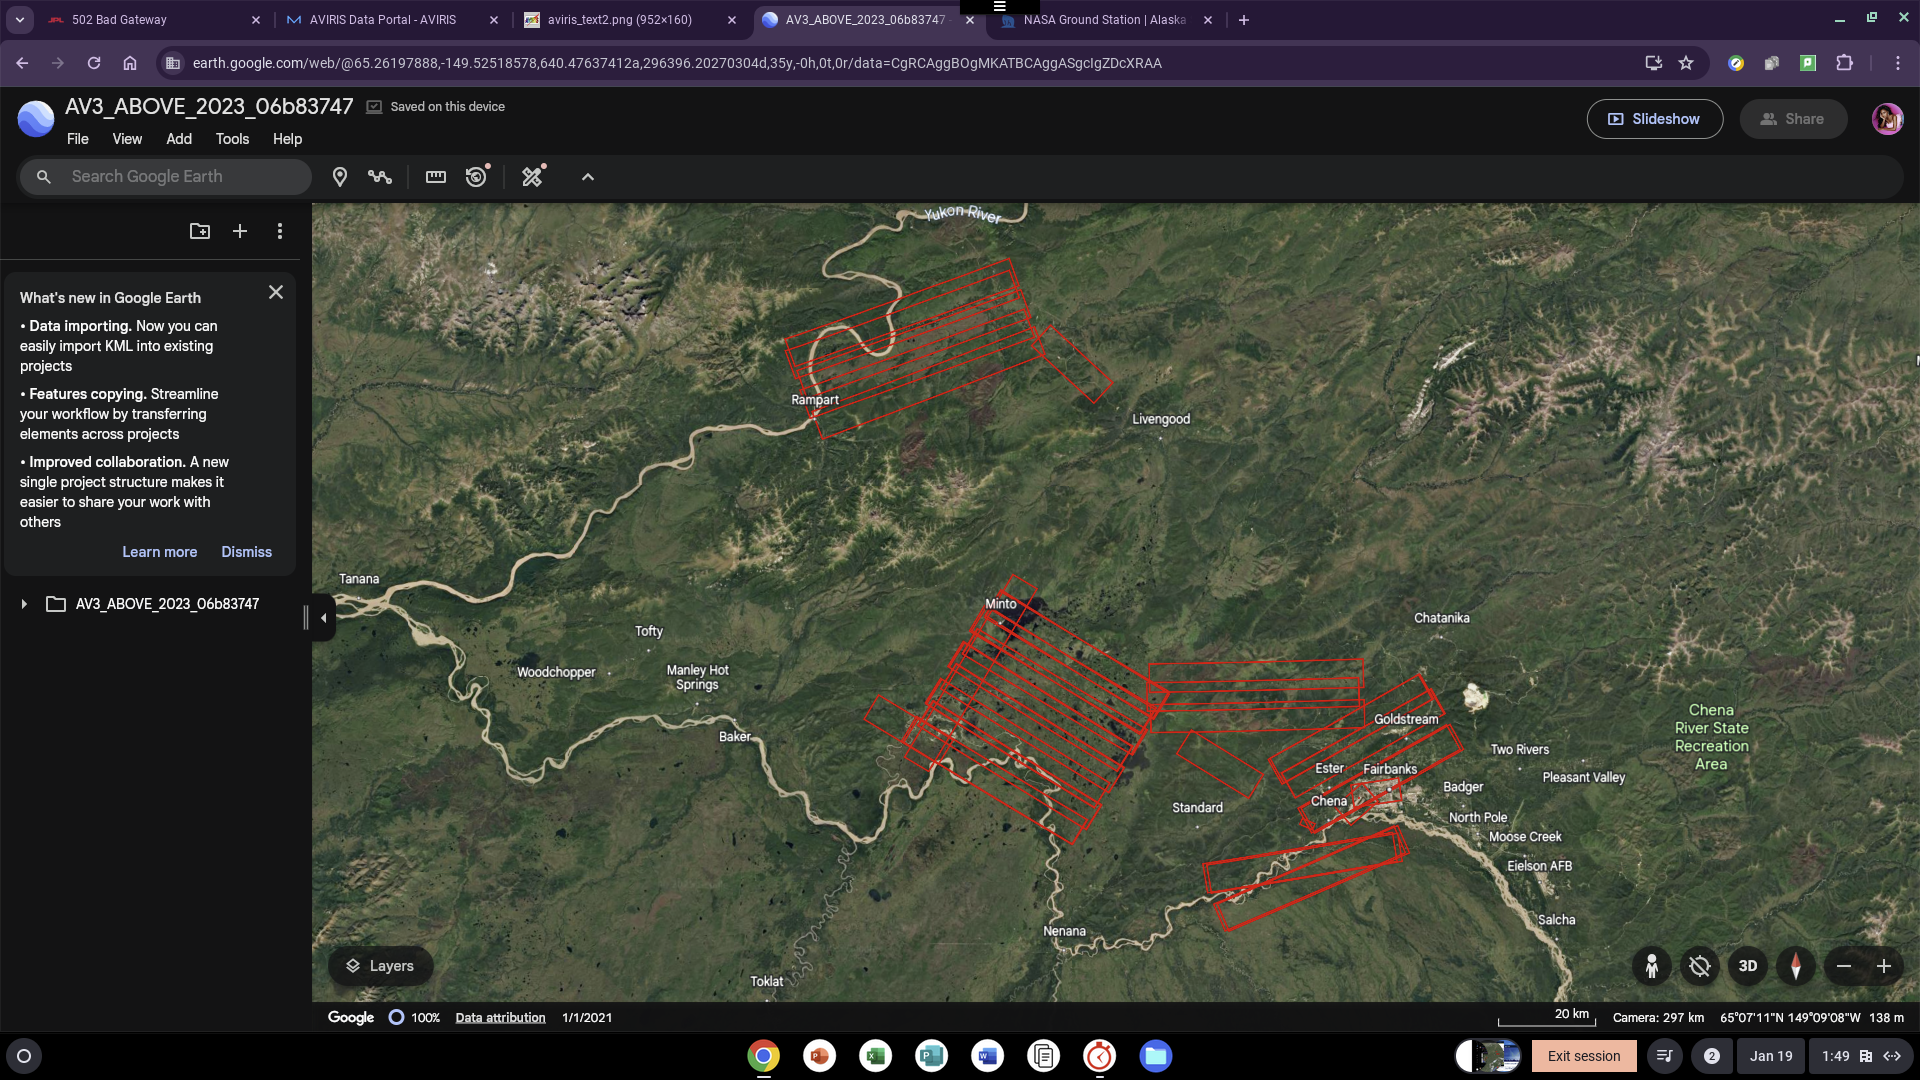 502 Bad Gateway
AVIRIS Data Portal - AVIRIS
aviris_text2.png (952×160)
AV3_ABOVE_2023_06b83747
NASA Ground Station | Alaska
earth.google.com/web/@65.26197888,-149.52518578,640.47637412a,296396.20270304d,35y,-0h,0t,0r/data=CgRCAggBOgMKATBCAggASgcIgZDcXRAA
AV3_ABOVE_2023_06b83747
Saved on this device
Slideshow
Share
File View Add Tools Help
Search Google Earth
What's new in Google Earth
• Data importing. Now you can
easily import KML into existing
projects
• Features copying. Streamline
your workflow by transferring
elements across projects
• Improved collaboration. A new
single project structure makes it
easier to share your work with
others
Learn more Dismiss
AV3_ABOVE_2023_06b83747
Yukon River
Rampart
Livengood
Tanana
Minto
Chatanika
Tofty
Woodchopper
Manley Hot
Springs
Baker
Goldstream
Chena
River State
Recreation
Area
Two Rivers
Ester
Fairbanks
Pleasant Valley
Badger
Chena
Standard
North Pole
Moose Creek
Eielson AFB
Salcha
Nenana
Toklat
Layers
3D
Google
100%
Data attribution
1/1/2021
20 km
Camera: 297 km
65°07'11"N 149°09'08"W
138 m
Exit session
2
Jan 19
1:49